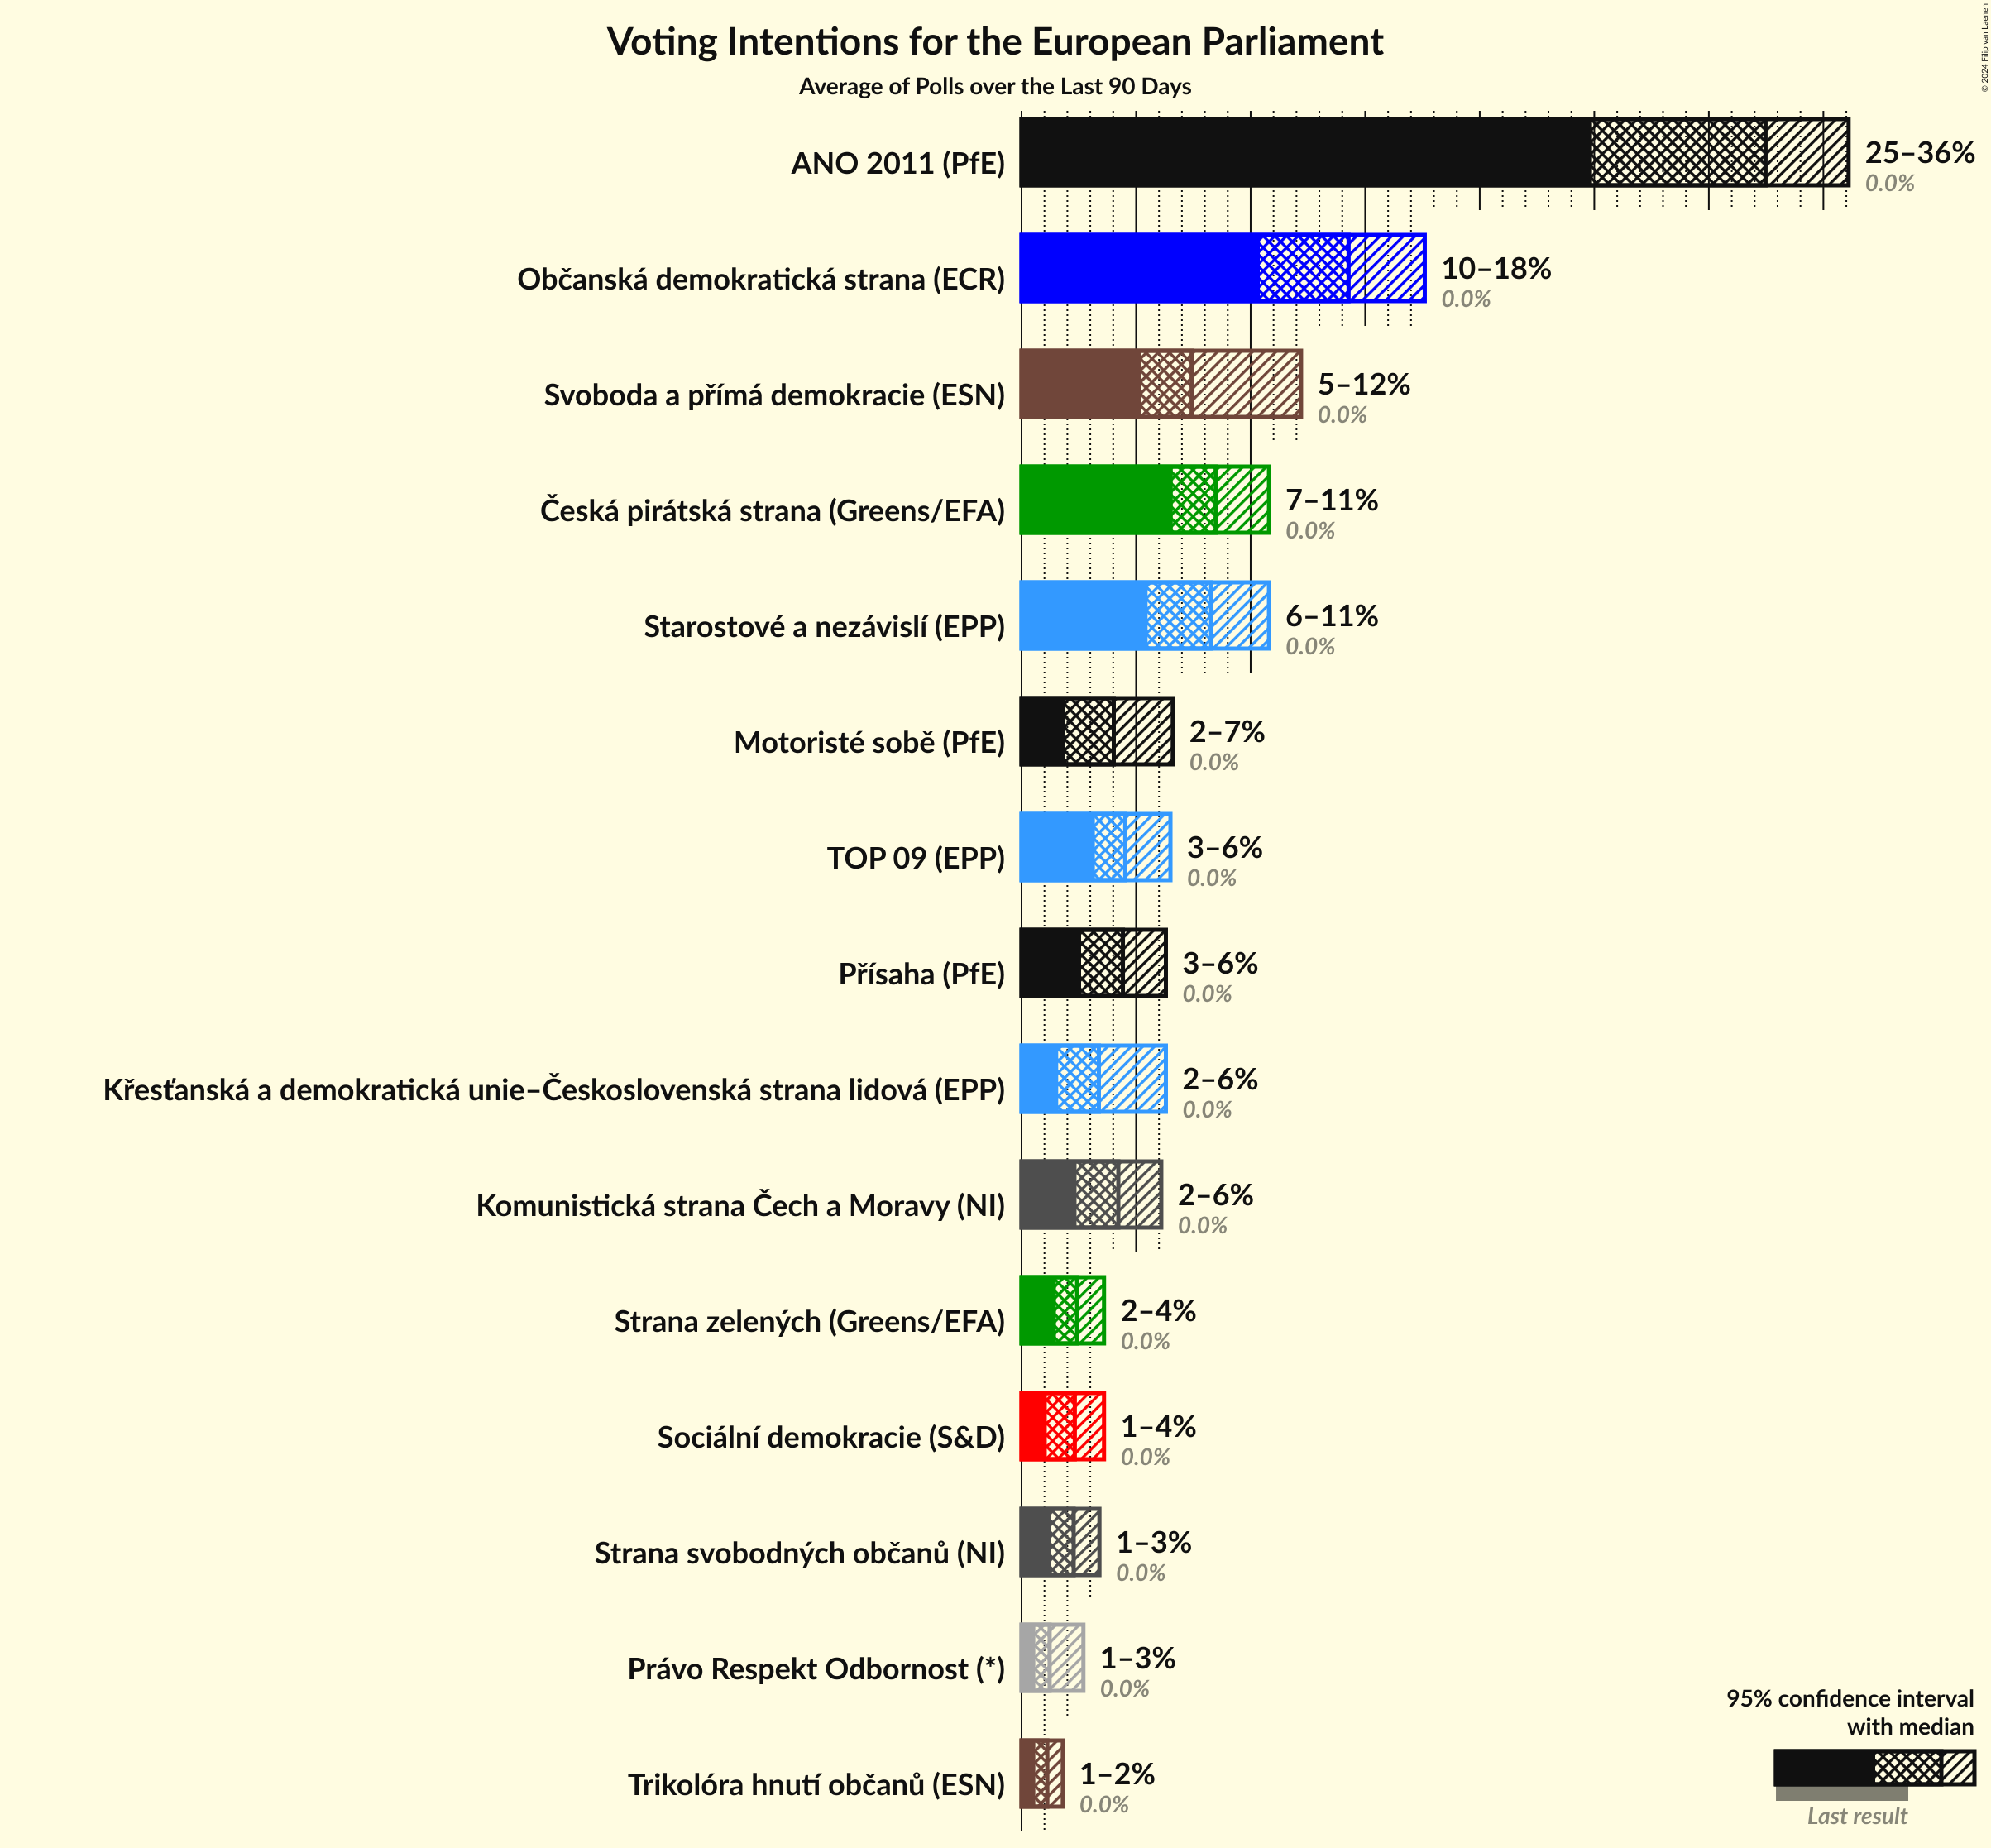 © 2024 Filip van Laenen
Voting Intentions for the European Parliament
Average of Polls over the Last 90 Days
ANO 2011 (PfE)
25–36%
0.0%
Občanská demokratická strana (ECR)
10–18%
0.0%
Svoboda a přímá demokracie (ESN)
5–12%
0.0%
Česká pirátská strana (Greens/EFA)
7–11%
0.0%
Starostové a nezávislí (EPP)
6–11%
0.0%
Motoristé sobě (PfE)
2–7%
0.0%
TOP 09 (EPP)
3–6%
0.0%
Přísaha (PfE)
3–6%
0.0%
Křesťanská a demokratická unie–Československá strana lidová (EPP)
2–6%
0.0%
Komunistická strana Čech a Moravy (NI)
2–6%
0.0%
Strana zelených (Greens/EFA)
2–4%
0.0%
Sociální demokracie (S&D)
1–4%
0.0%
Strana svobodných občanů (NI)
1–3%
0.0%
Právo Respekt Odbornost (*)
1–3%
0.0%
Trikolóra hnutí občanů (ESN)
1–2%
0.0%
95% confidence interval
with median
Last result